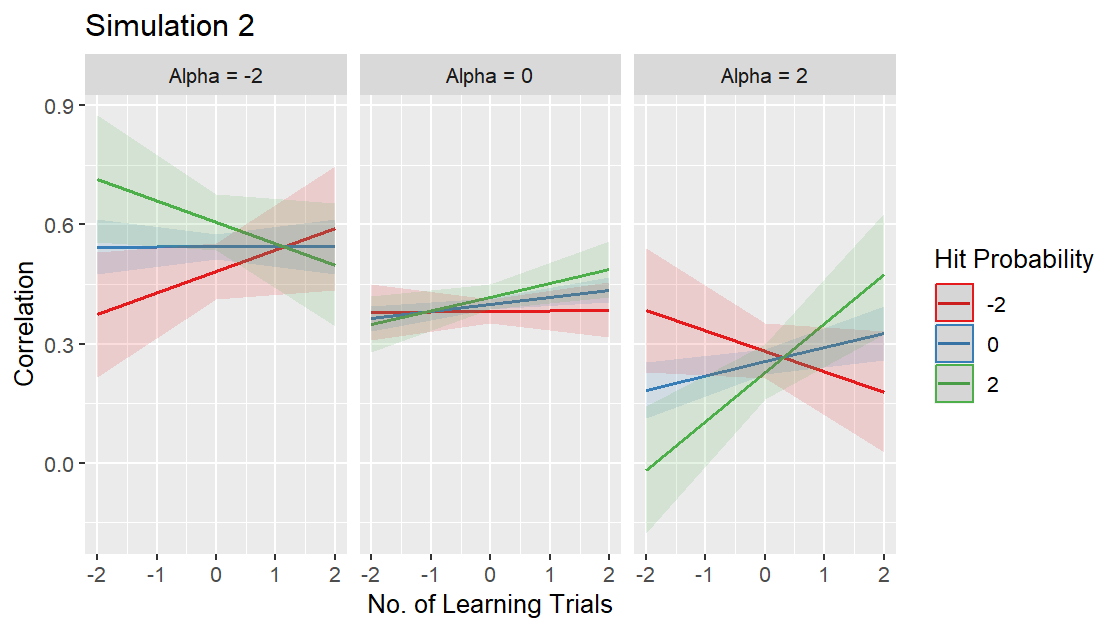 Simulation 2
Alpha = -2 Alpha = 0 Alpha = 2
Correlation
0.9
0.6
0.3
0.0
-2 -1 0 1 2 -2 -1 0 1 2 -2 -1 0 1 2
No. of Learning Trials
Hit Probability
-2
0
2